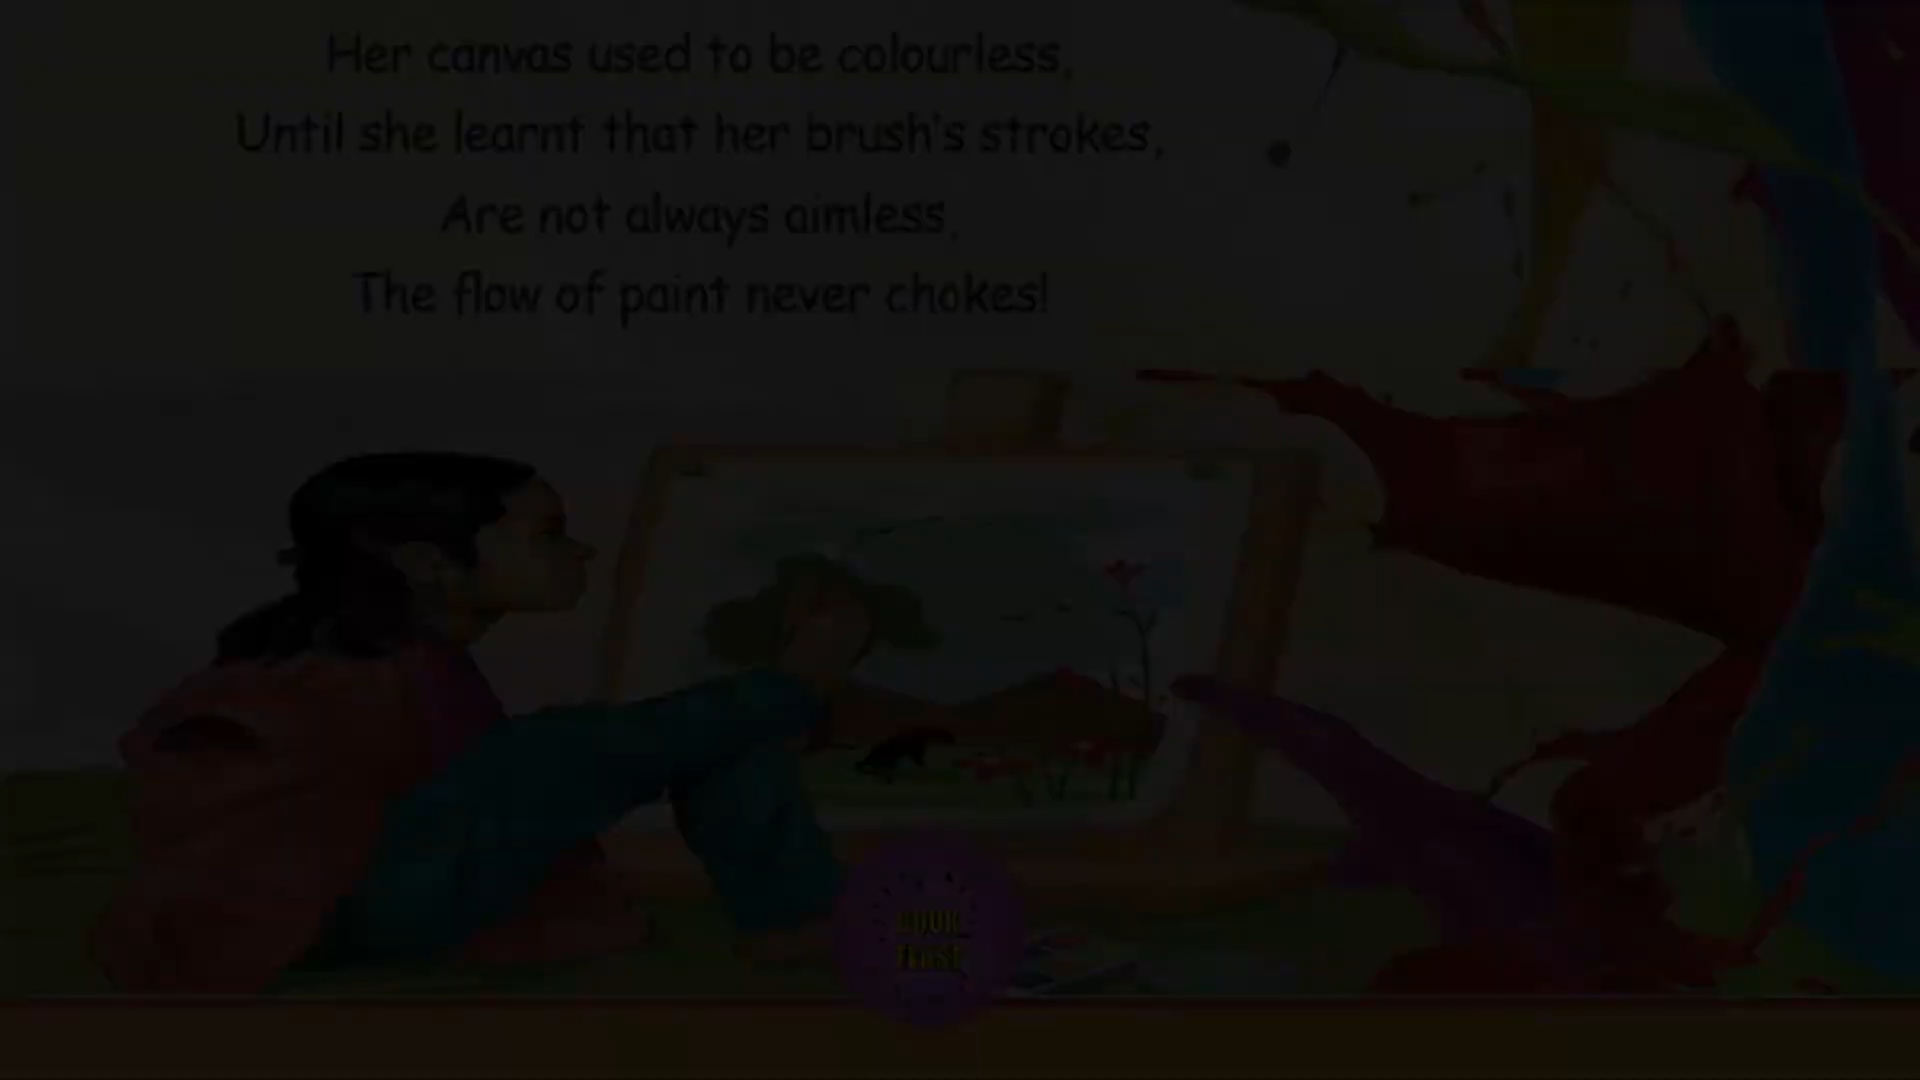 Her canvas used to be colourless,
Until she learnt that her brush's strokes,
Are not always aimless,
The flow of paint never chokes!